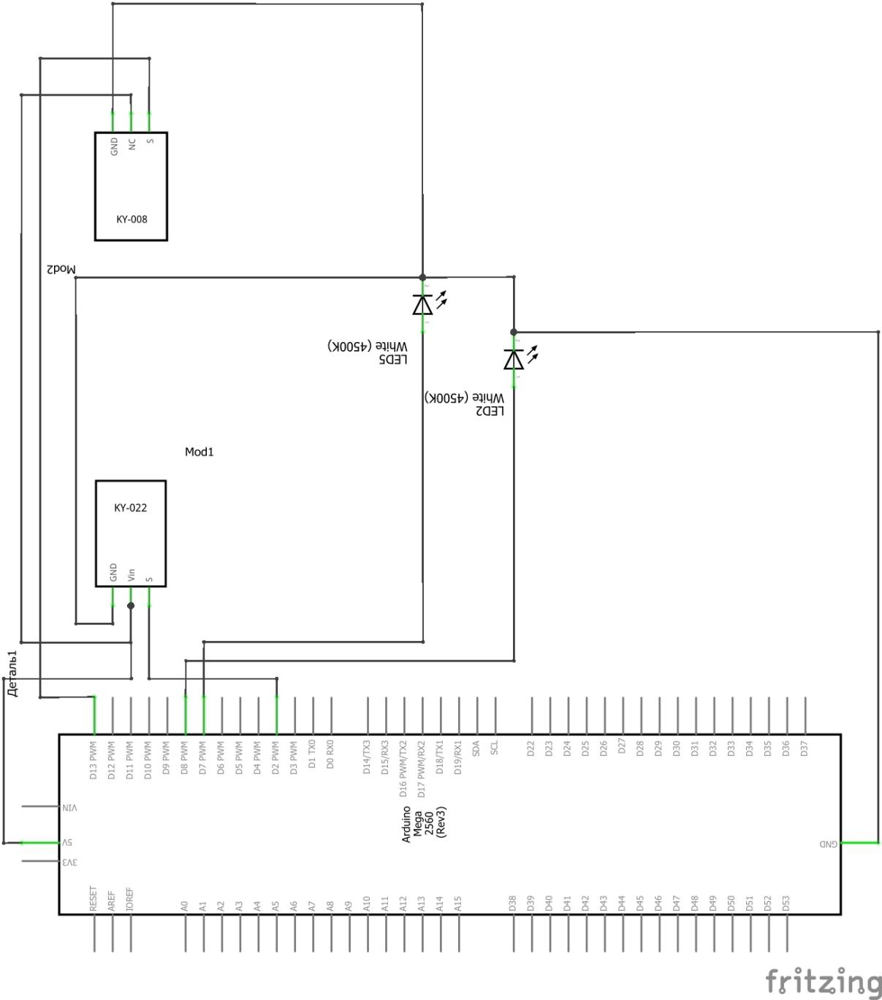 GND
NC
S
KY-008
Mod2
White (4500K)
LED5
White (4500K)
LED2
2
1
2
1
Mod1
KY-022
GND
Vin
S
Деталь1
D13 PWM
D12 PWM
D11 PWM
D10 PWM
D9 PWM
D8 PWM
D7 PWM
D6 PWM
D5 PWM
D4 PWM
D2 PWM
D3 PWM
D1 TX0
D0 RX0
D14/TX3
D15/RX3
D16 PWM/TX2
D17 PWM/RX2
D18/TX1
D19/RX1
SDA
SCL
D22
D23
D24
D25
D26
D27
D28
D29
D30
D31
D32
D33
D34
D35
D36
D37
VIN
5V
3V3
Arduino
Mega
2560
(Rev3)
GND
RESET
AREF
IOREF
A0
A1
A2
A3
A4
A5
A6
A7
A8
A9
A10
A11
A12
A13
A14
A15
D38
D39
D40
D41
D42
D43
D44
D45
D46
D47
D48
D49
D50
D51
D52
D53
fritzing